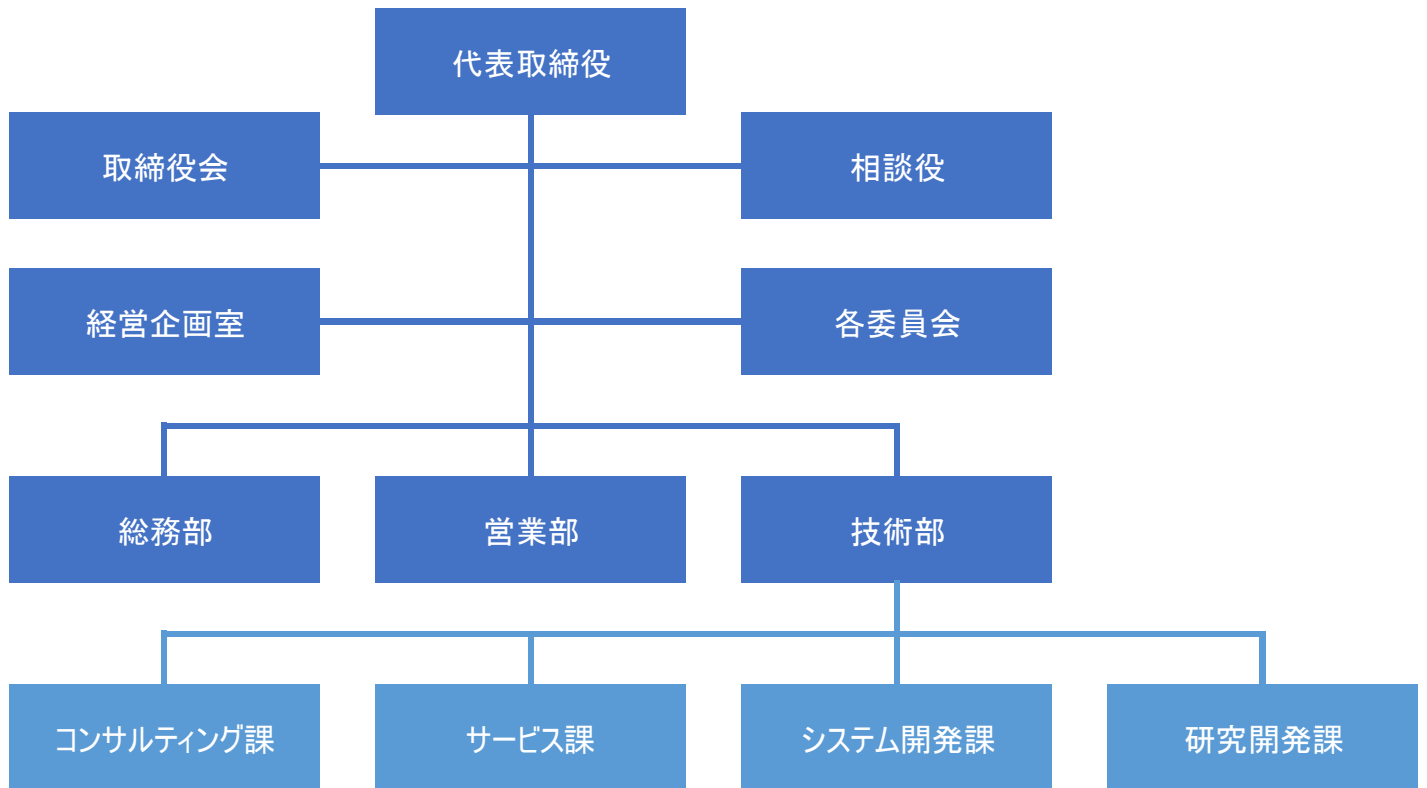 代表取締役
取締役会
相談役
経営企画室
各委員会
総務部
営業部
技術部
コンサルティング課
サービス課
システム開発課
研究開発課